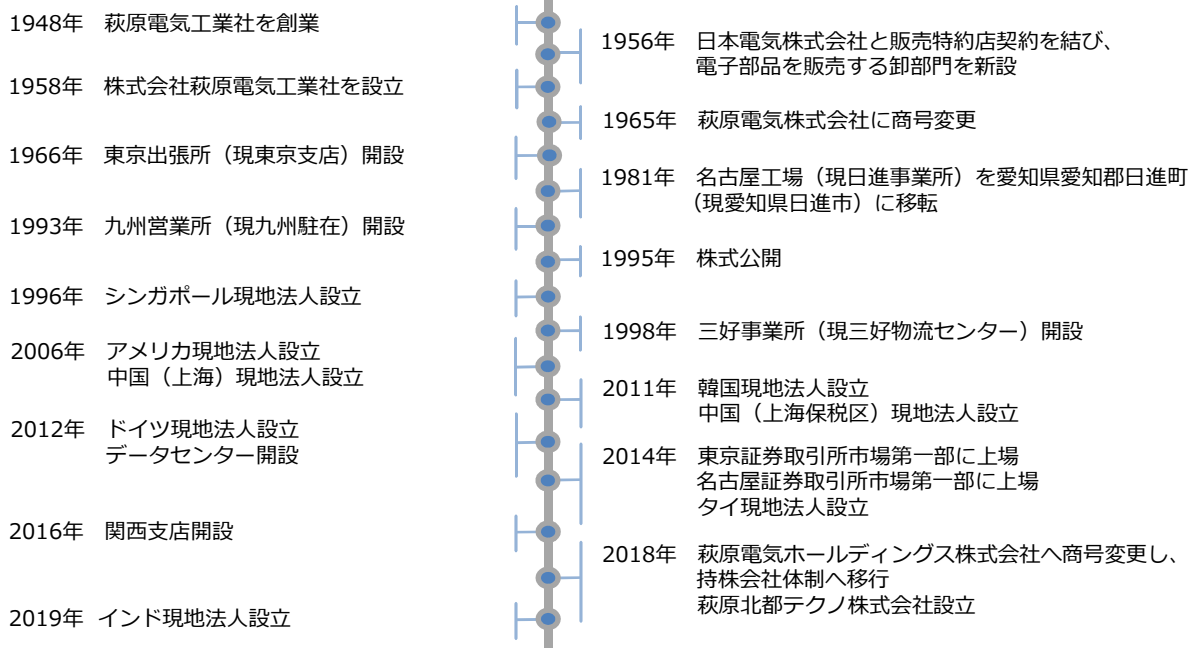 1948年 萩原電気工業社を創業
1956年 日本電気株式会社と販売特約店契約を結び、
電子部品を販売する卸部門を新設
1958年 株式会社萩原電気工業社を設立
1965年 萩原電気株式会社に商号変更
1966年 東京出張所（現東京支店）開設
1981年 名古屋工場（現日進事業所）を愛知県愛知郡日進町
（現愛知県日進市）に移転
1993年 九州営業所（現九州駐在）開設
1995年 株式公開
1996年 シンガポール現地法人設立
1998年 三好事業所（現三好物流センター）開設
2006年 アメリカ現地法人設立
中国（上海）現地法人設立
2011年 韓国現地法人設立
中国（上海保税区）現地法人設立
2012年 ドイツ現地法人設立
データセンター開設
2014年 東京証券取引所市場第一部に上場
名古屋証券取引所市場第一部に上場
タイ現地法人設立
2016年 関西支店開設
2018年 萩原電気ホールディングス株式会社へ商号変更し、
持株会社体制へ移行
萩原北都テクノ株式会社設立
2019年 インド現地法人設立